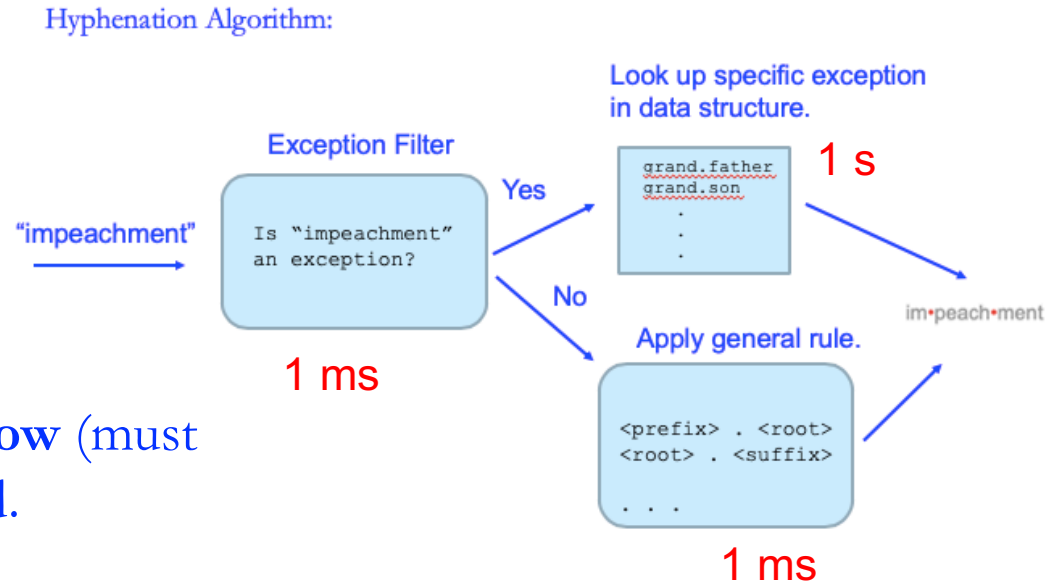 Hyphenation Algorithm:
Look up specific exception
in data structure.
Exception Filter
grand.father
grand.son
.
.
.
1 s
Yes
“impeachment”
Is “impeachment”
an exception?
No
im•peach•ment
Apply general rule.
1 ms
<prefix> . <root>
<root> . <suffix>
. . .
(must
1 ms